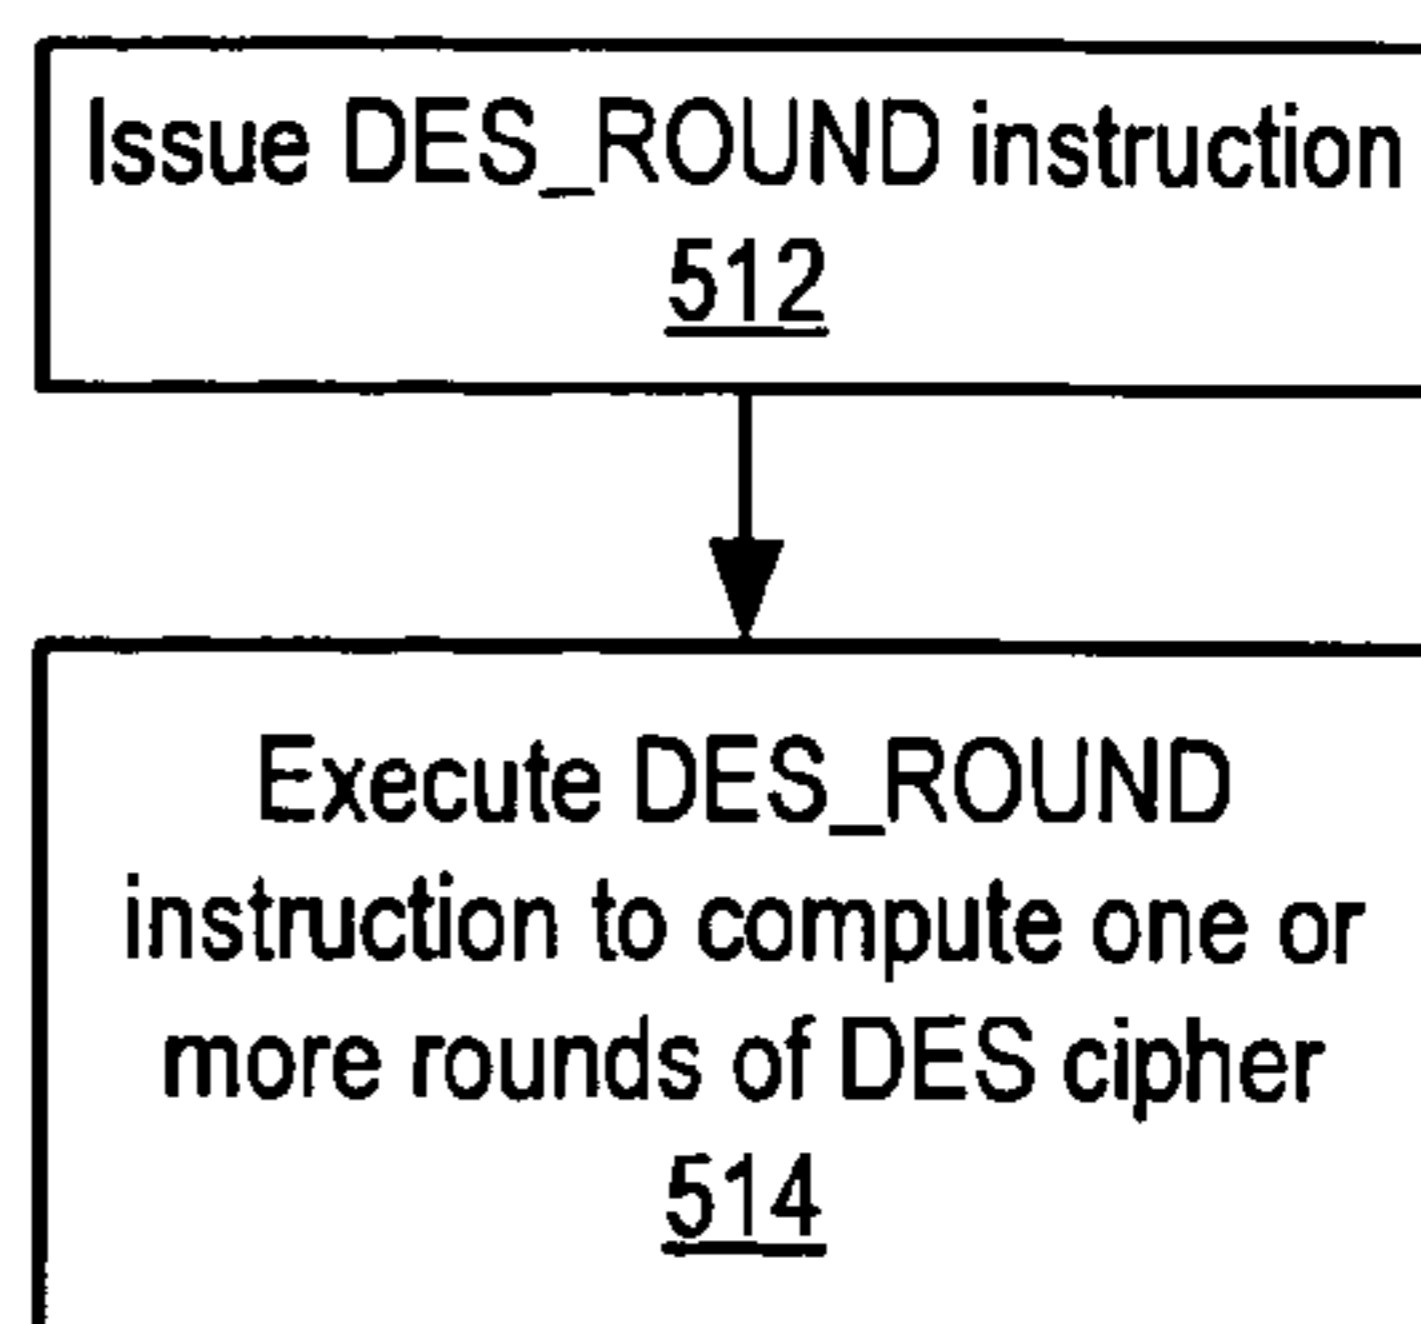 Issue DES_ROUND instruction
512
Execute DES_ROUND
instruction to compute one or
more rounds of DES cipher
514